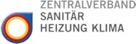 ZENTRALVERBAND
SANITÄR
HEIZUNG KLIMA